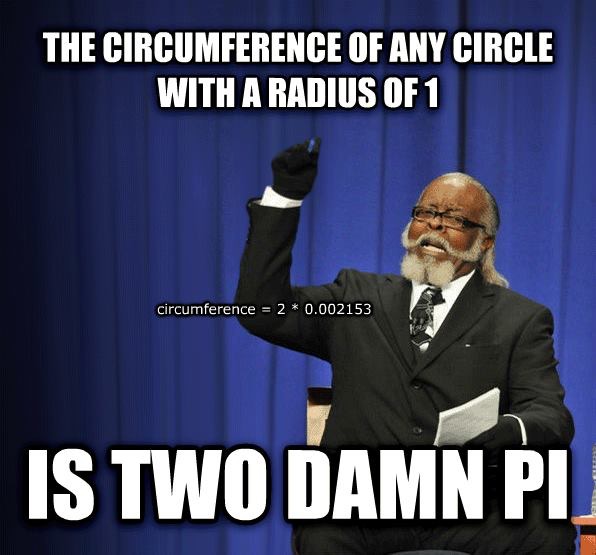 THE CIRCUMFERENCE OF ANY CIRCLE
WITH A RADIUS OF 1
circumference = 2 * 0.002153
IS TWO DAMN PI